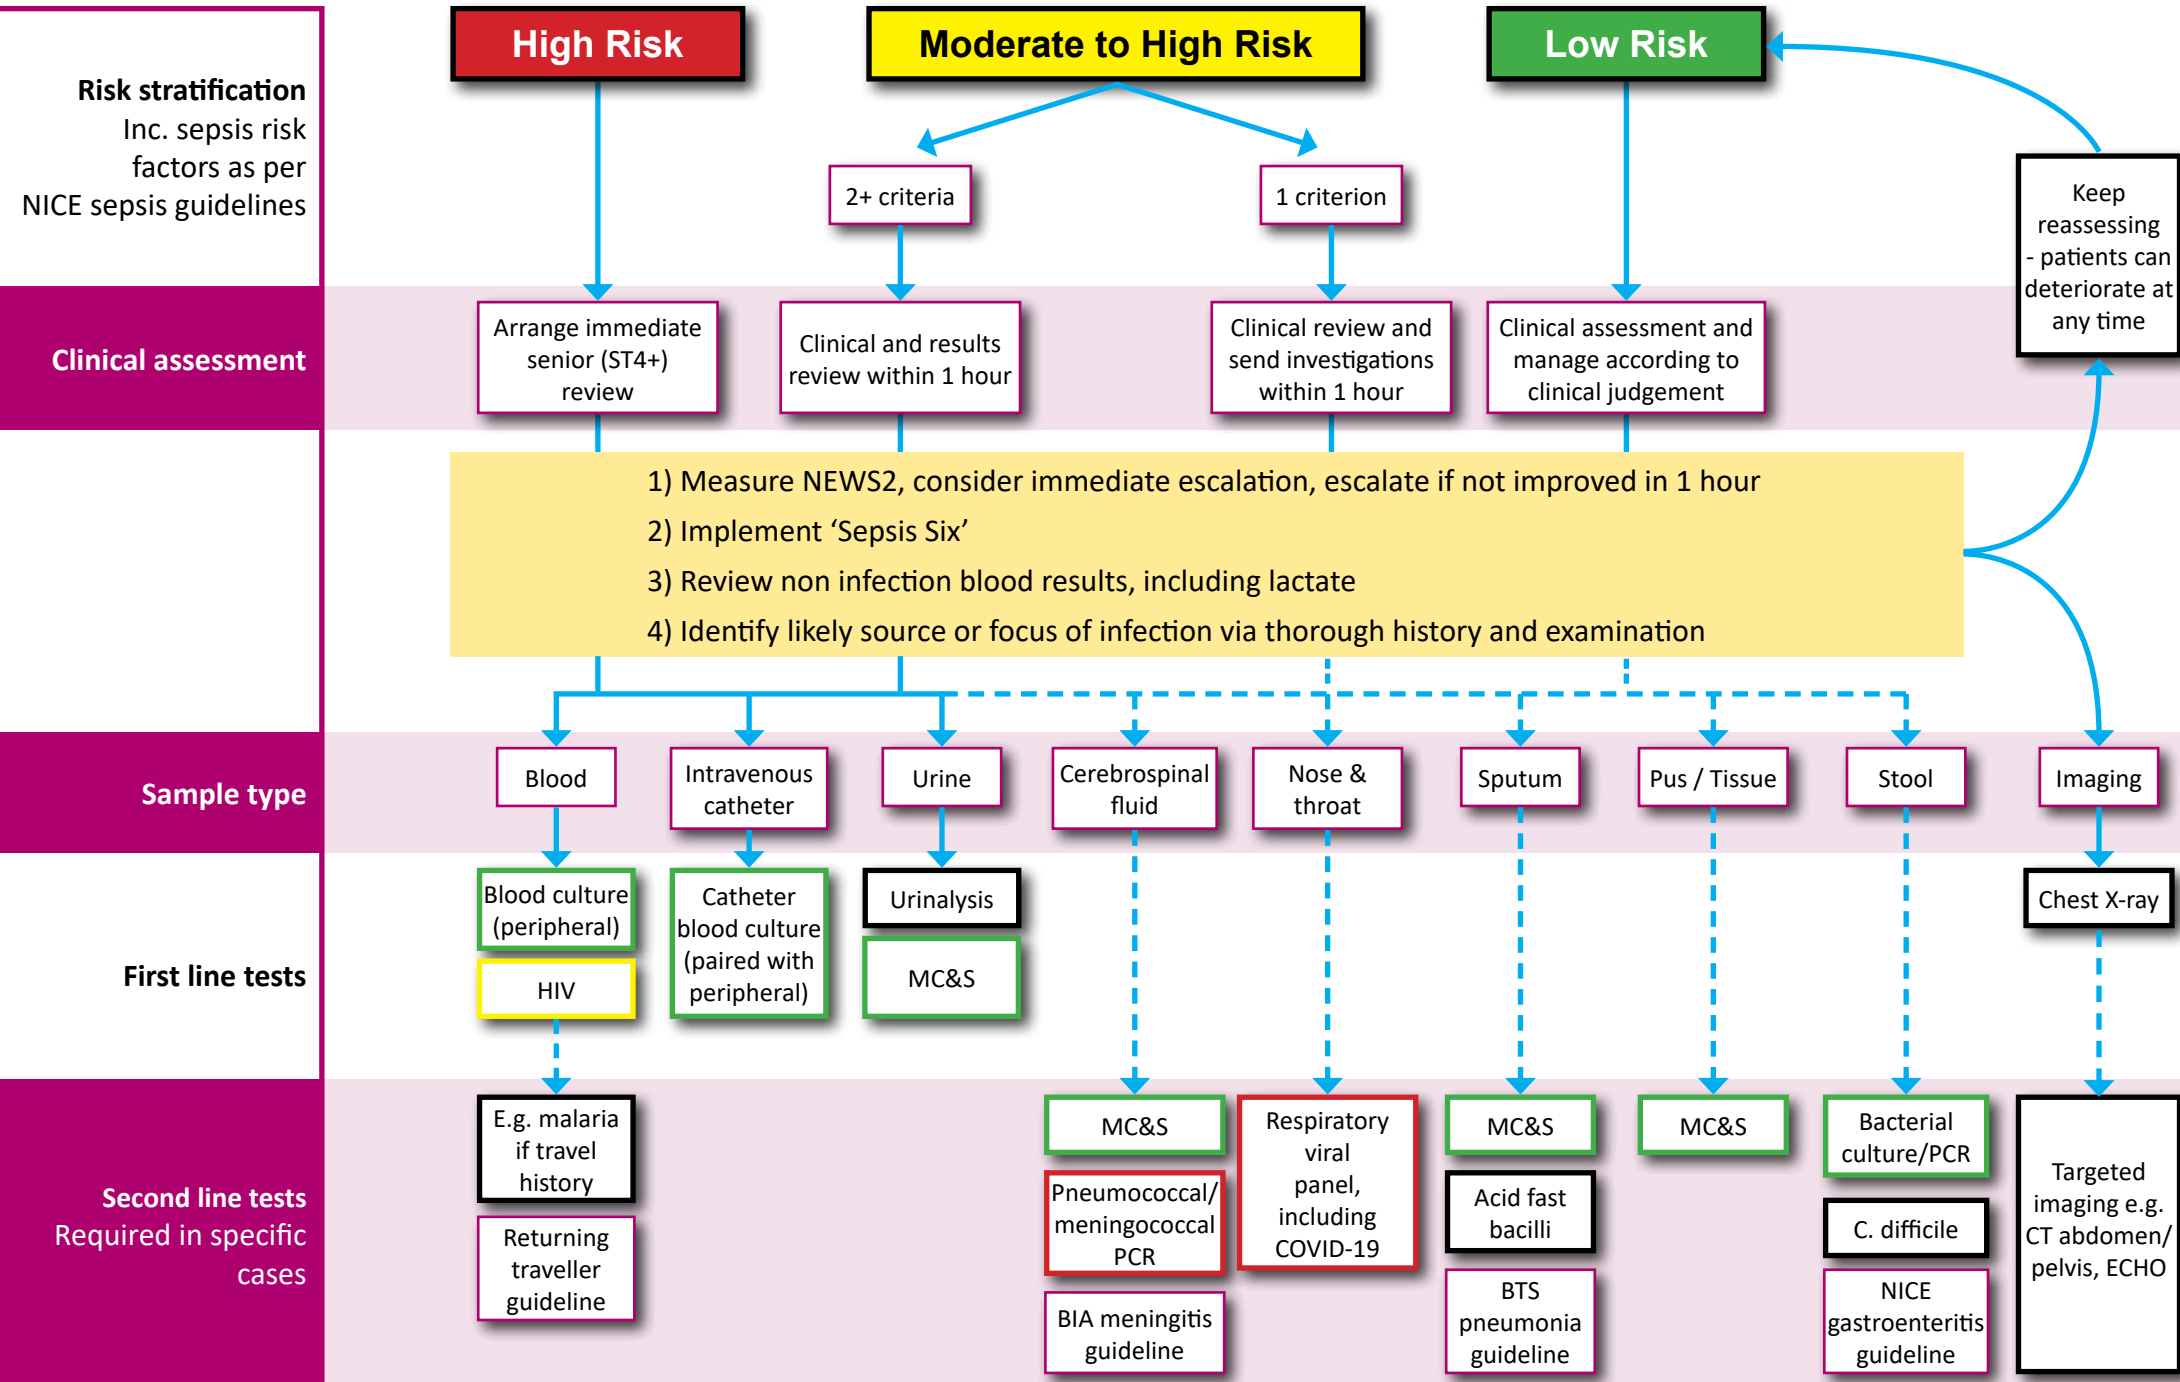 High Risk
Moderate to High Risk
Low Risk
Risk stratification
Inc. sepsis risk
factors as per
NICE sepsis guidelines
2+ criteria
1 criterion
Keep
reassessing
- patients can
deteriorate at
any time
Clinical assessment
Arrange immediate
senior (ST4+)
review
Clinical and results
review within 1 hour
Clinical review and
send investigations
within 1 hour
Clinical assessment and
manage according to
clinical judgement
1) Measure NEWS2, consider immediate escalation, escalate if not improved in 1 hour
2) Implement ‘Sepsis Six’
3) Review non infection blood results, including lactate
4) Identify likely source or focus of infection via thorough history and examination
Sample type
Blood
Intravenous
catheter
Urine
Cerebrospinal
fluid
Nose &
throat
Sputum
Pus / Tissue
Stool
Imaging
First line tests
Blood culture
(peripheral)
HIV
Catheter
blood culture
(paired with
peripheral)
Urinalysis
MC&S
Chest X-ray
Second line tests
Required in specific
cases
E.g. malaria
if travel
history
Returning
traveller
guideline
MC&S
Pneumococcal/
meningococcal
PCR
BIA meningitis
guideline
Respiratory
viral
panel,
including
COVID-19
MC&S
Acid fast
bacilli
BTS
pneumonia
guideline
MC&S
Bacterial
culture/PCR
C. difficile
NICE
gastroenteritis
guideline
Targeted
imaging e.g.
CT abdomen/
pelvis, ECHO